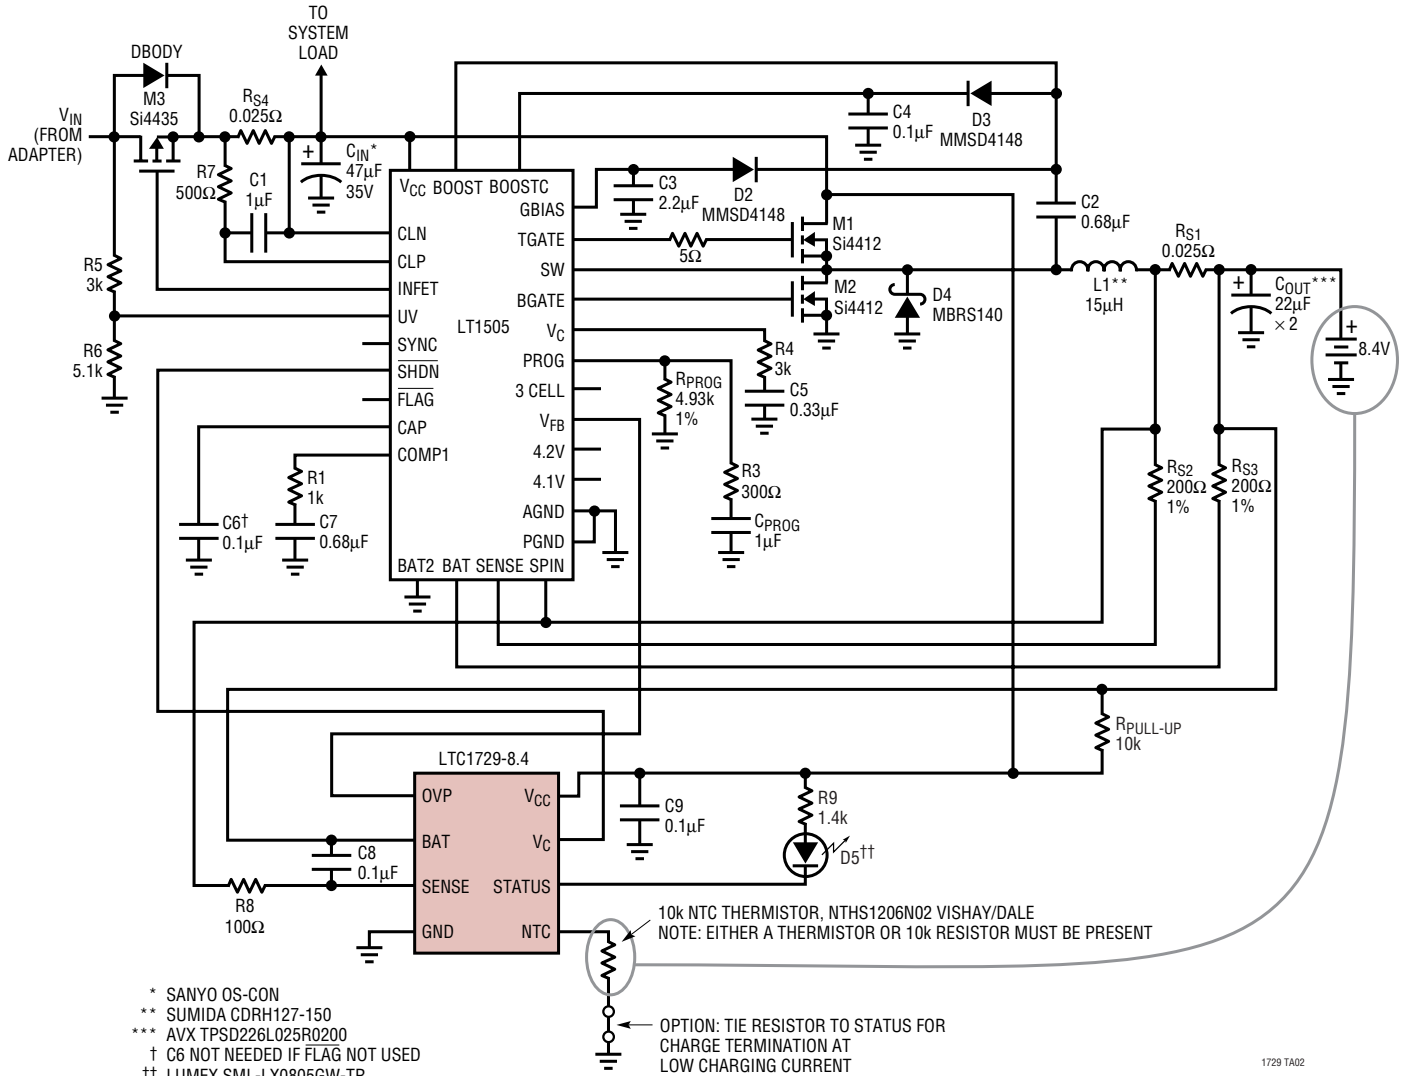 TO
SYSTEM
LOAD
DBODY
M3
Si4435
VIN
(FROM
ADAPTER)
RS4
0.025Ω
R7
500Ω
C1
1µF
+
CIN*
47µF
35V
C4
0.1µF
D3
MMSD4148
C3
2.2µF
D2
MMSD4148
C2
0.68µF
5Ω
M1
Si4412
M2
Si4412
D4
MBRS140
L1**
15µH
RS1
0.025Ω
+
COUT***
22µF
× 2
+
8.4V
R5
3k
R6
5.1k
VCC BOOST BOOSTC
GBIAS
TGATE
SW
BGATE
VC
PROG
3 CELL
VFB
4.2V
4.1V
AGND
PGND
CLN
CLP
INFET
UV
SYNC
SHDN
FLAG
CAP
COMP1
LT1505
BAT2 BAT SENSE SPIN
R4
3k
C5
0.33µF
RPROG
4.93k
1%
R3
300Ω
CPROG
1µF
R1
1k
C7
0.68µF
C6†
0.1µF
RS2
200Ω
1%
RS3
200Ω
1%
RPULL-UP
10k
LTC1729-8.4
OVP
BAT
SENSE
GND
VCC
VC
STATUS
NTC
C8
0.1µF
R8
100Ω
C9
0.1µF
R9
1.4k
D5††
10k NTC THERMISTOR, NTHS1206N02 VISHAY/DALE
NOTE: EITHER A THERMISTOR OR 10k RESISTOR MUST BE PRESENT
OPTION: TIE RESISTOR TO STATUS FOR
CHARGE TERMINATION AT
LOW CHARGING CURRENT
* SANYO OS-CON
** SUMIDA CDRH127-150
*** AVX TPSD226L025R0200
† C6 NOT NEEDED IF FLAG NOT USED
†† LUMEX SML-LX0805GW-TR
1729 TA02